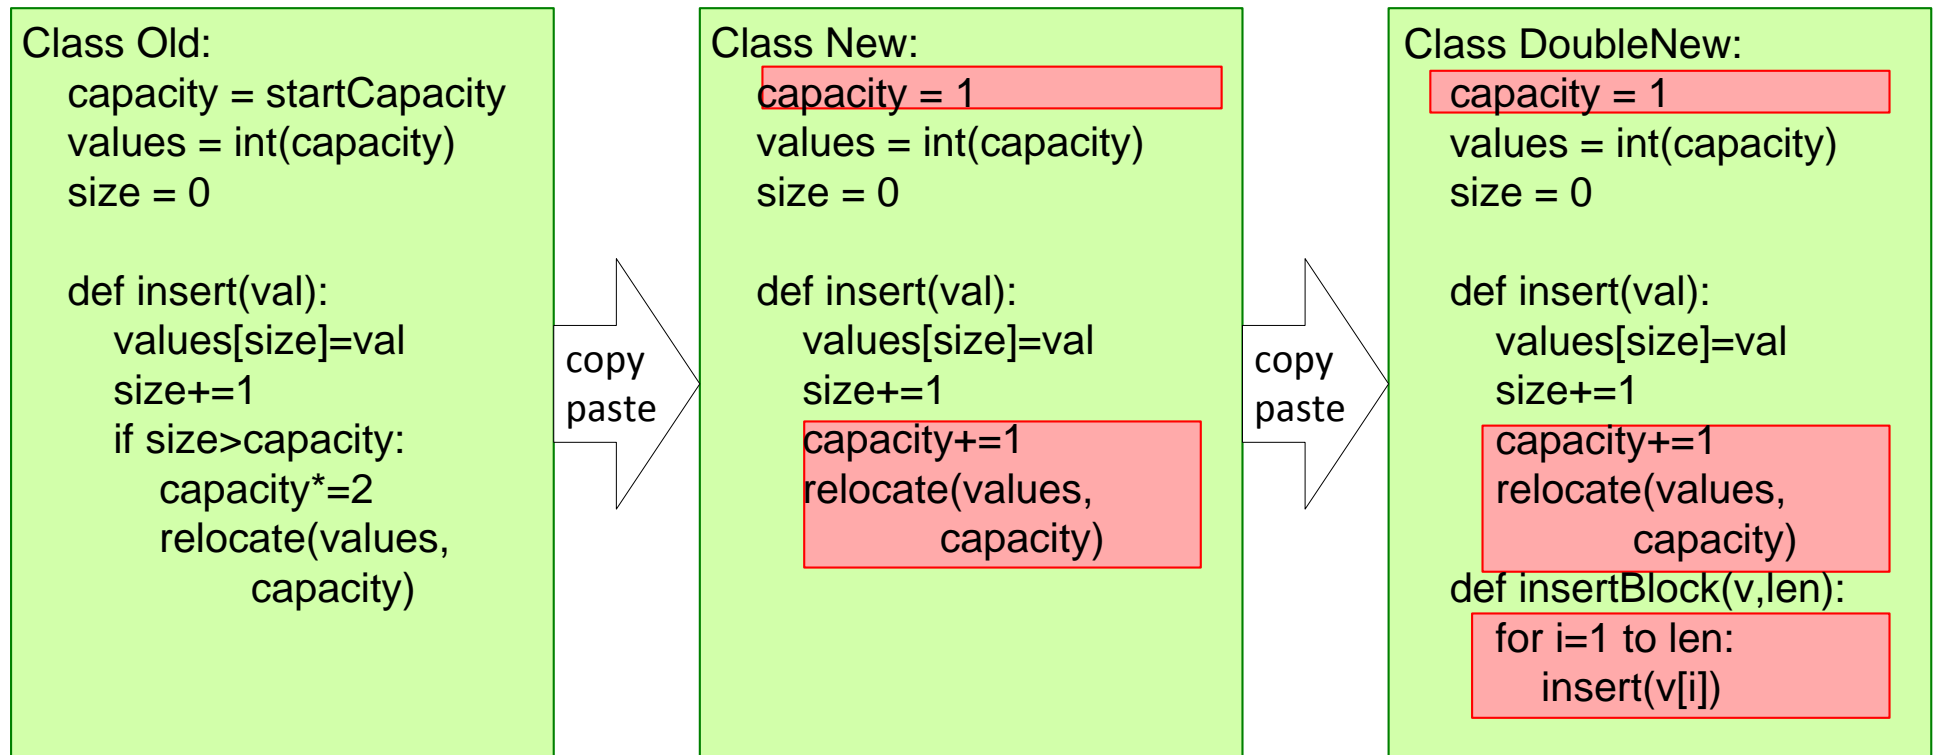 Class Old:
capacity = startCapacity
values = int(capacity)
size = 0
def insert(val):
values[size]=val
size+=1
if size>capacity:
capacity*=2
relocate(values,
capacity)
copy
paste
Class New:
capacity = 1
values = int(capacity)
size = 0
def insert(val):
values[size]=val
size+=1
capacity+=1
relocate(values,
capacity)
copy
paste
Class DoubleNew:
capacity = 1
values = int(capacity)
size = 0
def insert(val):
values[size]=val
size+=1
capacity+=1
relocate(values,
capacity)
def insertBlock(v,len):
for i=1 to len:
insert(v[i])